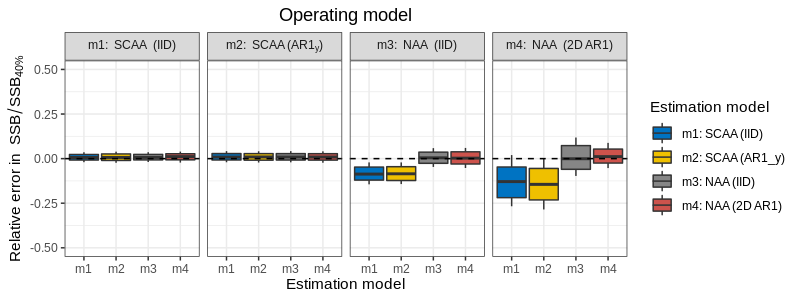 Operating model
m1: SCAA (IID)
m2: SCAA (AR1y)
m3: NAA (IID)
m4: NAA (2D AR1)
Relative error in SSB/SSB40%
0.50
0.25
0.00
-0.25
-0.50
m1 m2 m3 m4
m1 m2 m3 m4
m1 m2 m3 m4
m1 m2 m3 m4
Estimation model
Estimation model
m1: SCAA (IID)
m2: SCAA (AR1_y)
m3: NAA (IID)
m4: NAA (2D AR1)